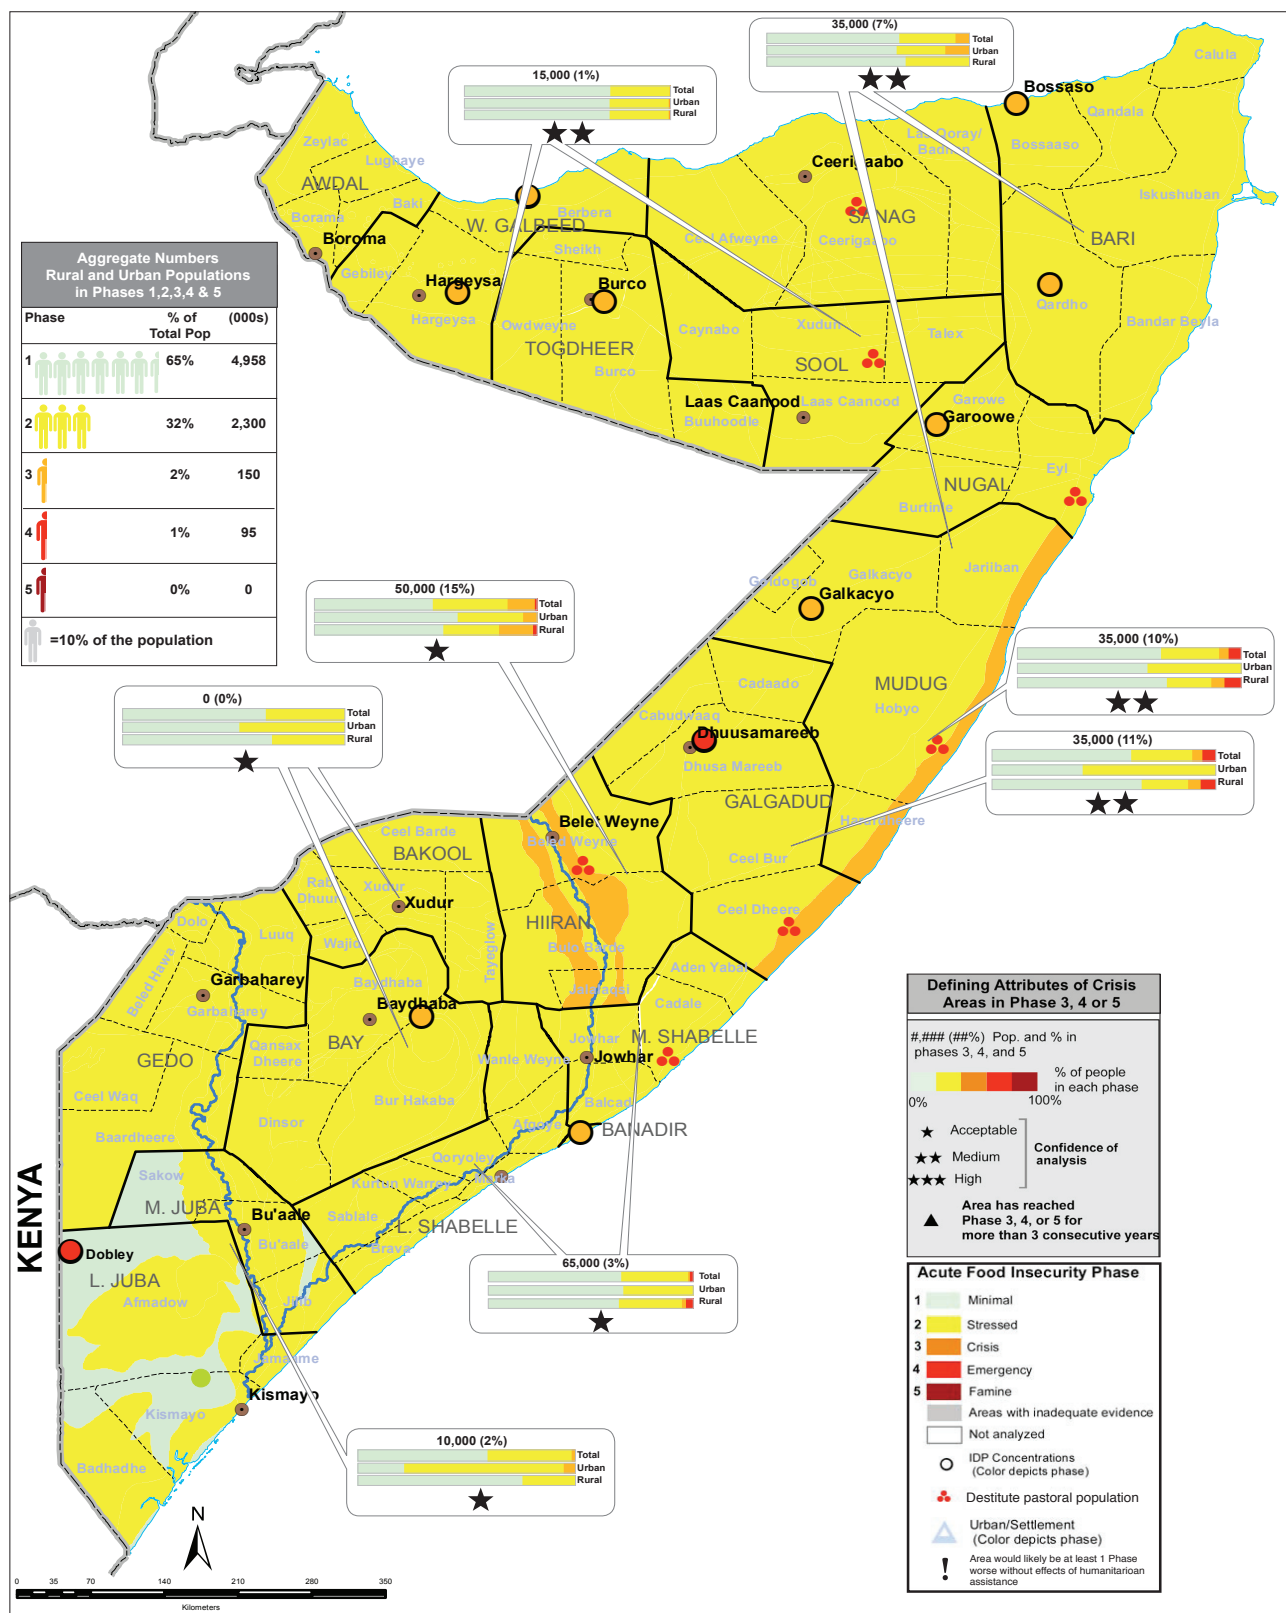 35,000 (7%)
Total
Urban
Rural
15,000 (1%)
Total
Urban
Rural
Calula
Bossaso
Qandala
Las Qoray/
Badhan
Bossaaso
Zeylac
Lughaye
Ceerigaabo
AWDAL
Baki
Iskushuban
Borama
Berbera
SANAG
W. GALBEED
BARI
Boroma
Sheikh
Ceel Afweyne
Ceerigaabo
Gebiley
Hargeysa
Burco
Qardho
Hargeysa
Owdweyne
Caynabo
Xudun
Talex
Bandar Beyla
TOGDHEER
SOOL
Burco
Laas Caanood
Laas Caanood
Garowe
Buuhoodle
Garoowe
Eyl
NUGAL
Burtinle
Aggregate Numbers
Rural and Urban Populations
in Phases 1,2,3,4 & 5
Phase % of Total Pop (000s)
1 65% 4,958
2 32% 2,300
3 2% 150
4 1% 95
5 0% 0
=10% of the population
Jariiban
Goldogob
Galkacyo
Galkacyo
50,000 (15%)
Total
Urban
Rural
35,000 (10%)
Total
Urban
Rural
Cadaado
MUDUG
Cabudwaaq
Hobyo
0 (0%)
Total
Urban
Rural
Dhuusamareeb
Dhusa Mareeb
35,000 (11%)
Total
Urban
Rural
GALGADUD
Harardheere
Belet Weyne
Beled Weyne
Ceel Barde
BAKOOL
Ceel Bur
Rab
Dhuur
Xudur
Xudur
Ceel Dheere
Dolo
HIIRAN
Luuq
Wajid
Tayeglow
Bulo Barde
Beled Hawa
Aden Yabal
Garbaharey
Baydhaba
Jalalaqsi
Garbaharey
Baydhaba
Cadale
BAY
Jowhar
M. SHABELLE
Qansax
Dheere
Wanle Weyne
Jowhar
GEDO
Ceel Waq
Bur Hakaba
Balcad
Dinsor
Afgoye
BANADIR
Baardheere
Qoryoley
Sakow
Marka
Kurtun Warrey
M. JUBA
Sablale
L. SHABELLE
Bu'aale
Bu'aale
Brava
KENYA
Dobley
L. JUBA
Afmadow
Jilib
65,000 (3%)
Total
Urban
Rural
Jamaame
Kismayo
Kismayo
Badhadhe
10,000 (2%)
Total
Urban
Rural
N
0 35 70 140 210 280 350
Kilometers
Defining Attributes of Crisis
Areas in Phase 3, 4 or 5
#,### (##%) Pop. and % in
phases 3, 4, and 5
% of people
in each phase
0% 100%
Acceptable
Medium
High
Confidence of
analysis
Area has reached
Phase 3, 4, or 5 for
more than 3 consecutive years
Acute Food Insecurity Phase
1 Minimal
2 Stressed
3 Crisis
4 Emergency
5 Famine
Areas with inadequate evidence
Not analyzed
IDP Concentrations
(Color depicts phase)
Destitute pastoral population
Urban/Settlement
(Color depicts phase)
! Area would likely be at least 1 Phase
worse without effects of humanitarioan
assistance